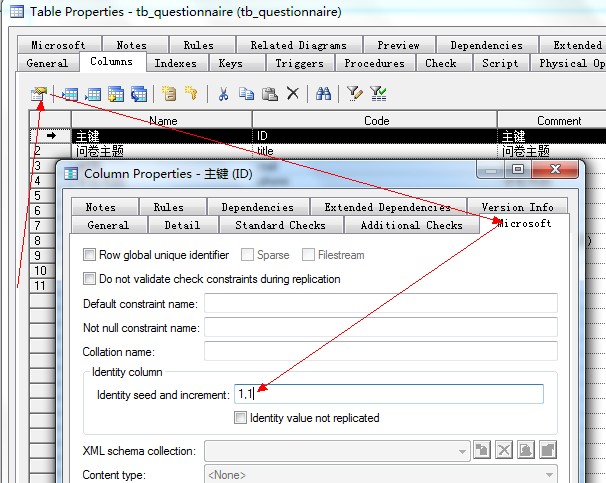 Table Properties - tb_questionnaire (tb_questionnaire)
Microsoft Notes Rules Related Diagrams Preview Dependencies Extended
General Columns Indexes Keys Triggers Procedures Check Script Physical Op
Name Code Comment
主键 ID 主键
2 问卷主题 title 问卷主题
4
Column Properties - 主键 (ID)
5
6
Notes Rules Dependencies Extended Dependencies Version Info
7
General Detail Standard Checks Additional Checks Microsoft
8 )
9
Row global unique identifier Sparse Filestream
10
Do not validate check constraints during replication
11
Default constraint name:
Not null constraint name:
Collation name:
Identity column
Identity seed and increment: 1,1
Identity value not replicated
XML schema collection:
Content type: <None>